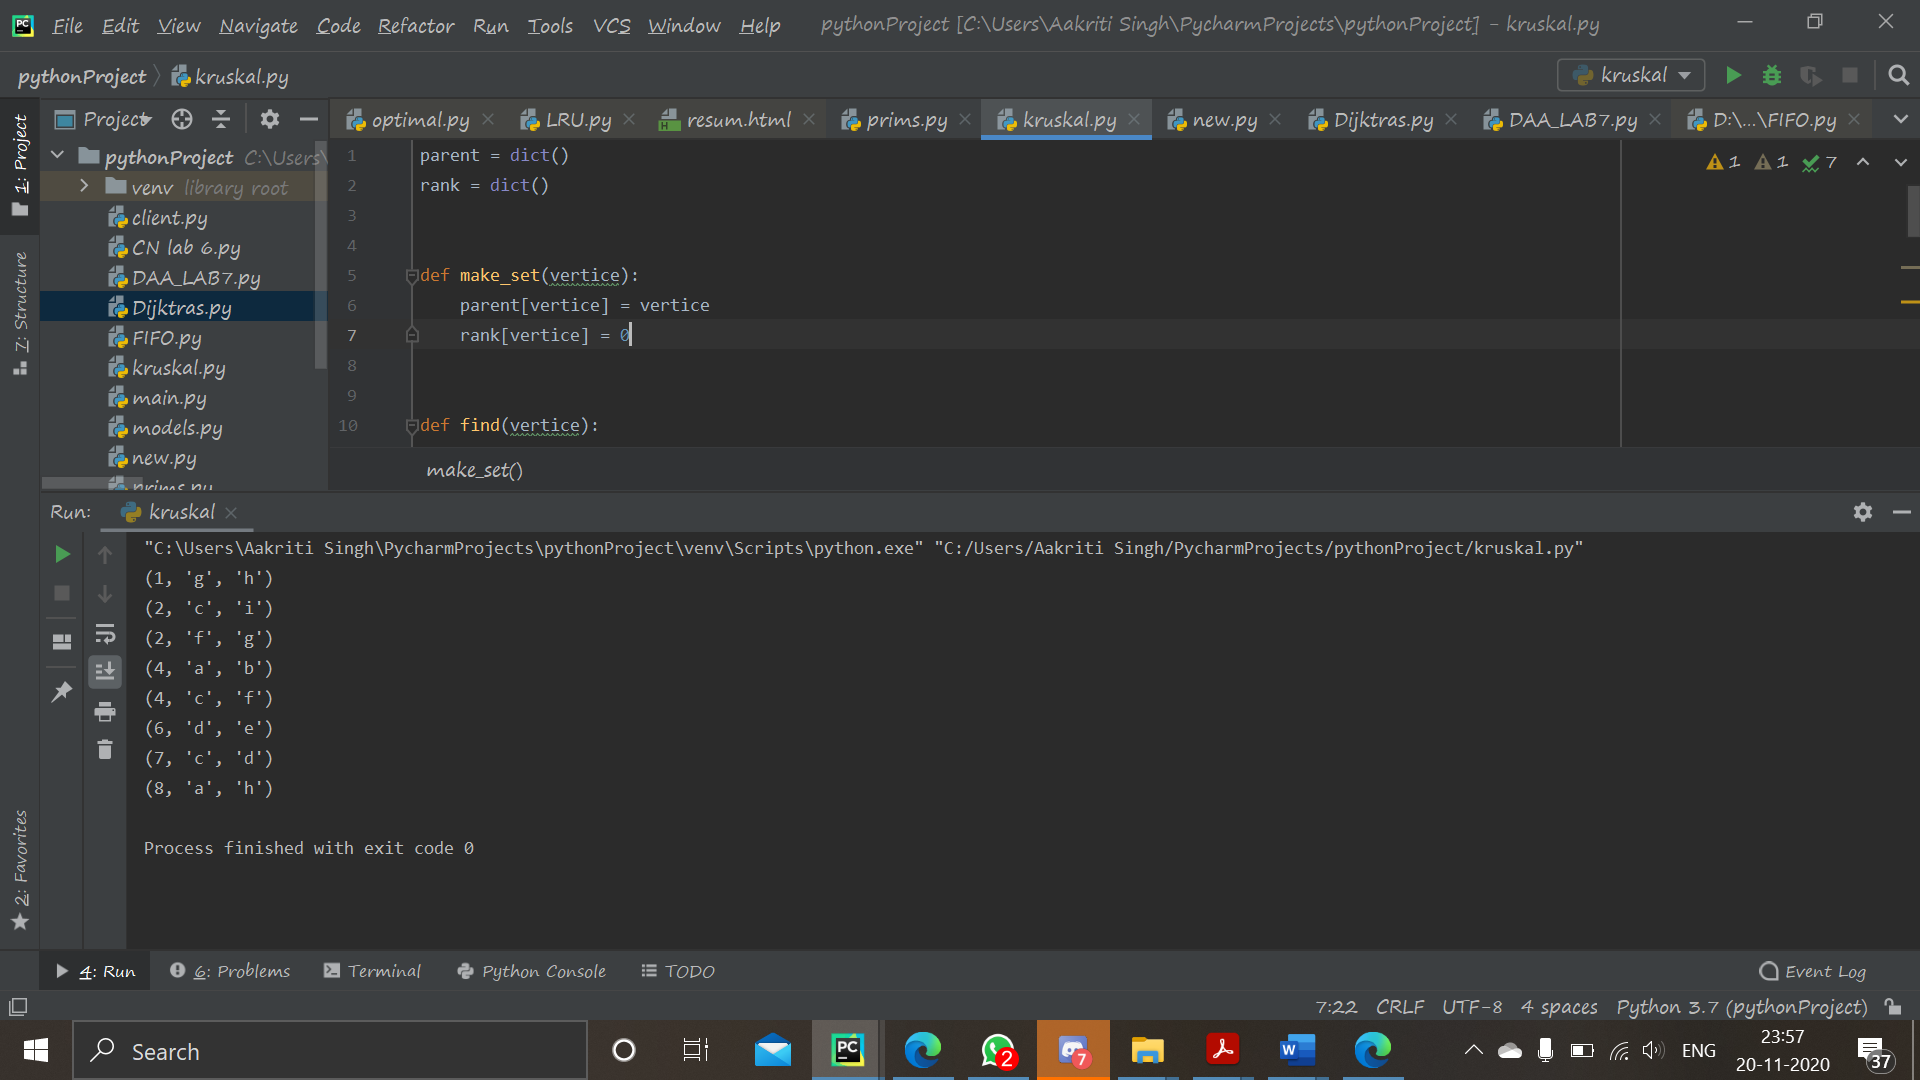 File Edit View Navigate Code Refactor Run Tools VCS Window Help pythonProject [C:\Users\Aakriti Singh\PycharmProjects\pythonProject] - kruskal.py
pythonProject kruskal.py kruskal
Project optimal.py LRU.py resum.html prims.py kruskal.py new.py Dijktras.py DAA_LAB7.py D:\...\FIFO.py
1: Project
7: Structure
2: Favorites
pythonProject C:\Users\
venv library root
client.py
CN lab 6.py
DAA_LAB7.py
Dijktras.py
FIFO.py
kruskal.py
main.py
models.py
new.py
prims.py
1 parent = dict()
2 rank = dict()
3
4
5 def make_set(vertice):
6 parent[vertice] = vertice
7 rank[vertice] = 0
8
9
10 def find(vertice):
1 1 7
make_set()
Run: kruskal
"C:\Users\Aakriti Singh\PycharmProjects\pythonProject\venv\Scripts\python.exe" "C:/Users/Aakriti Singh/PycharmProjects/pythonProject/kruskal.py"
(1, 'g', 'h')
(2, 'c', 'i')
(2, 'f', 'g')
(4, 'a', 'b')
(4, 'c', 'f')
(6, 'd', 'e')
(7, 'c', 'd')
(8, 'a', 'h')
Process finished with exit code 0
4: Run 6: Problems Terminal Python Console TODO Event Log
7:22 CRLF UTF-8 4 spaces Python 3.7 (pythonProject)
Search PC 2 7 W ENG 23:57
20-11-2020 37